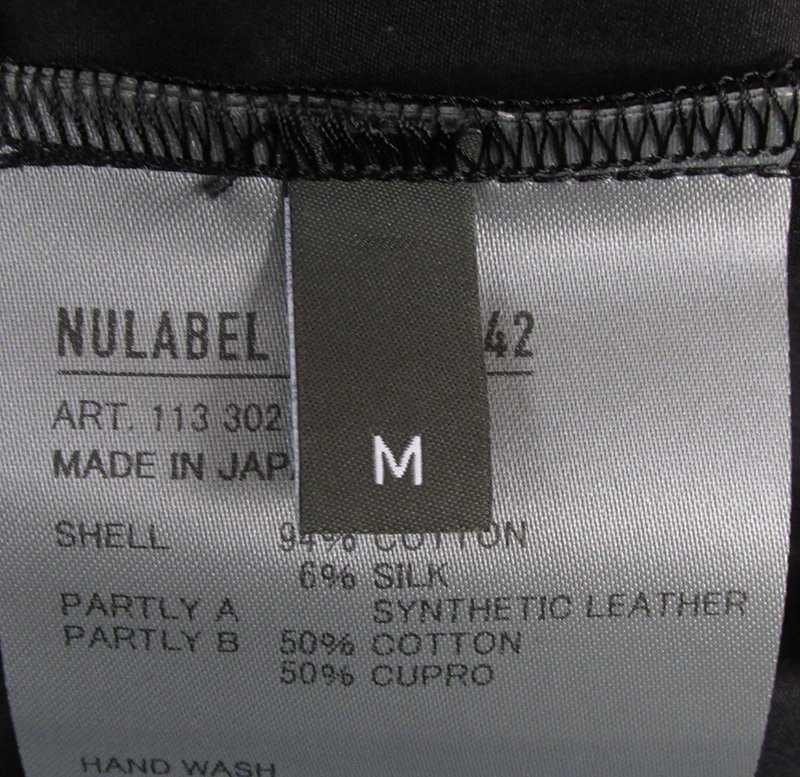 NULABEL 42
ART. 113 302
MADE IN JAP
M
SHELL 94% COTTON
6% SILK
PARTLY A SYNTHETIC LEATHER
PARTLY B 50% COTTON
50% CUPRO
HAND WASH